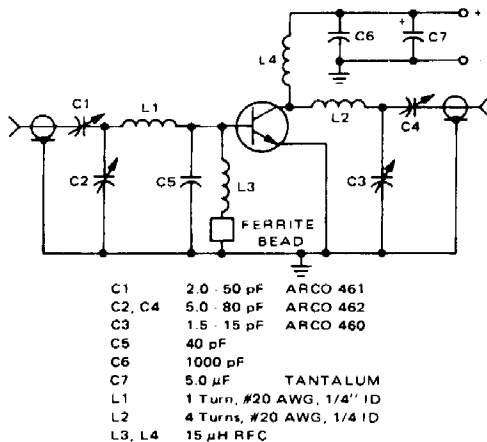 +
C6
C7
L4
-
C1
L1
L2
C4
C2
C5
L3
C3
FERRITE
BEAD
C1 2.0 - 50 pF ARCO 461
C2, C4 5.0 - 80 pF ARCO 462
C3 1.5 - 15 pF ARCO 460
C5 40 pF
C6 1000 pF
C7 5.0 µF TANTALUM
L1 1 Turn, #20 AWG, 1/4" ID
L2 4 Turns, #20 AWG, 1/4 ID
L3, L4 15 µH RFC